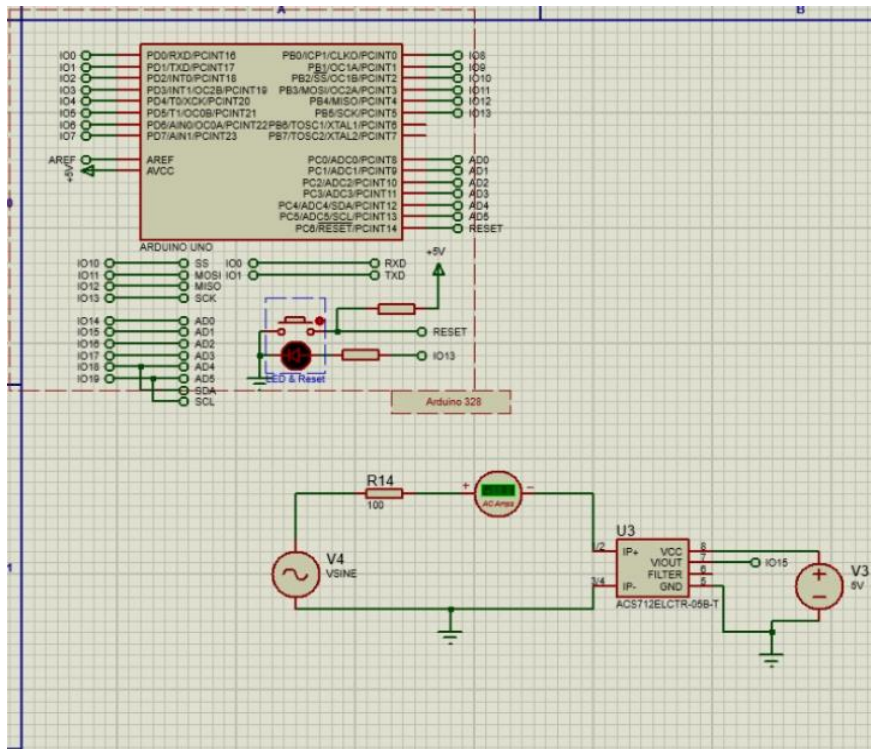 A
B
IO0 PD0/RXD/PCINT16 PB0/ICP1/CLKO/PCINT0 IO8
IO1 PD1/TXD/PCINT17 PB1/OC1A/PCINT1 IO9
IO2 PD2/INT0/PCINT18 PB2/SS/OC1B/PCINT2 IO10
IO3 PD3/INT1/OC2B/PCINT19 PB3/MOSI/OC2A/PCINT3 IO11
IO4 PD4/T0/XCK/PCINT20 PB4/MISO/PCINT4 IO12
IO5 PD5/T1/OC0B/PCINT21 PB5/SCK/PCINT5 IO13
IO6 PD6/AIN0/OC0A/PCINT22 PB6/TOSC1/XTAL1/PCINT6
IO7 PD7/AIN1/PCINT23 PB7/TOSC2/XTAL2/PCINT7
AREF AREF PC0/ADC0/PCINT8 AD0
+5V AVCC PC1/ADC1/PCINT9 AD1
PC2/ADC2/PCINT10 AD2
PC3/ADC3/PCINT11 AD3
PC4/ADC4/SDA/PCINT12 AD4
PC5/ADC5/SCL/PCINT13 AD5
PC6/RESET/PCINT14 RESET
0
ARDUINO UNO
+5V
IO10 SS IO0 RXD
IO11 MOSI IO1 TXD
IO12 MISO
IO13 SCK
IO14 AD0
IO15 AD1 RESET
IO16 AD2
IO17 AD3 IO13
IO18 AD4
IO19 AD5 LED & Reset
SDA
SCL
Arduino 328
R14
100
+ −
AC Amps
V4
VSINE
1
U3
1/2 IP+ VCC 8
VIOUT 7 IO15
FILTER 6
3/4 IP- GND 5
ACS712ELCTR-05B-T
V3
5V